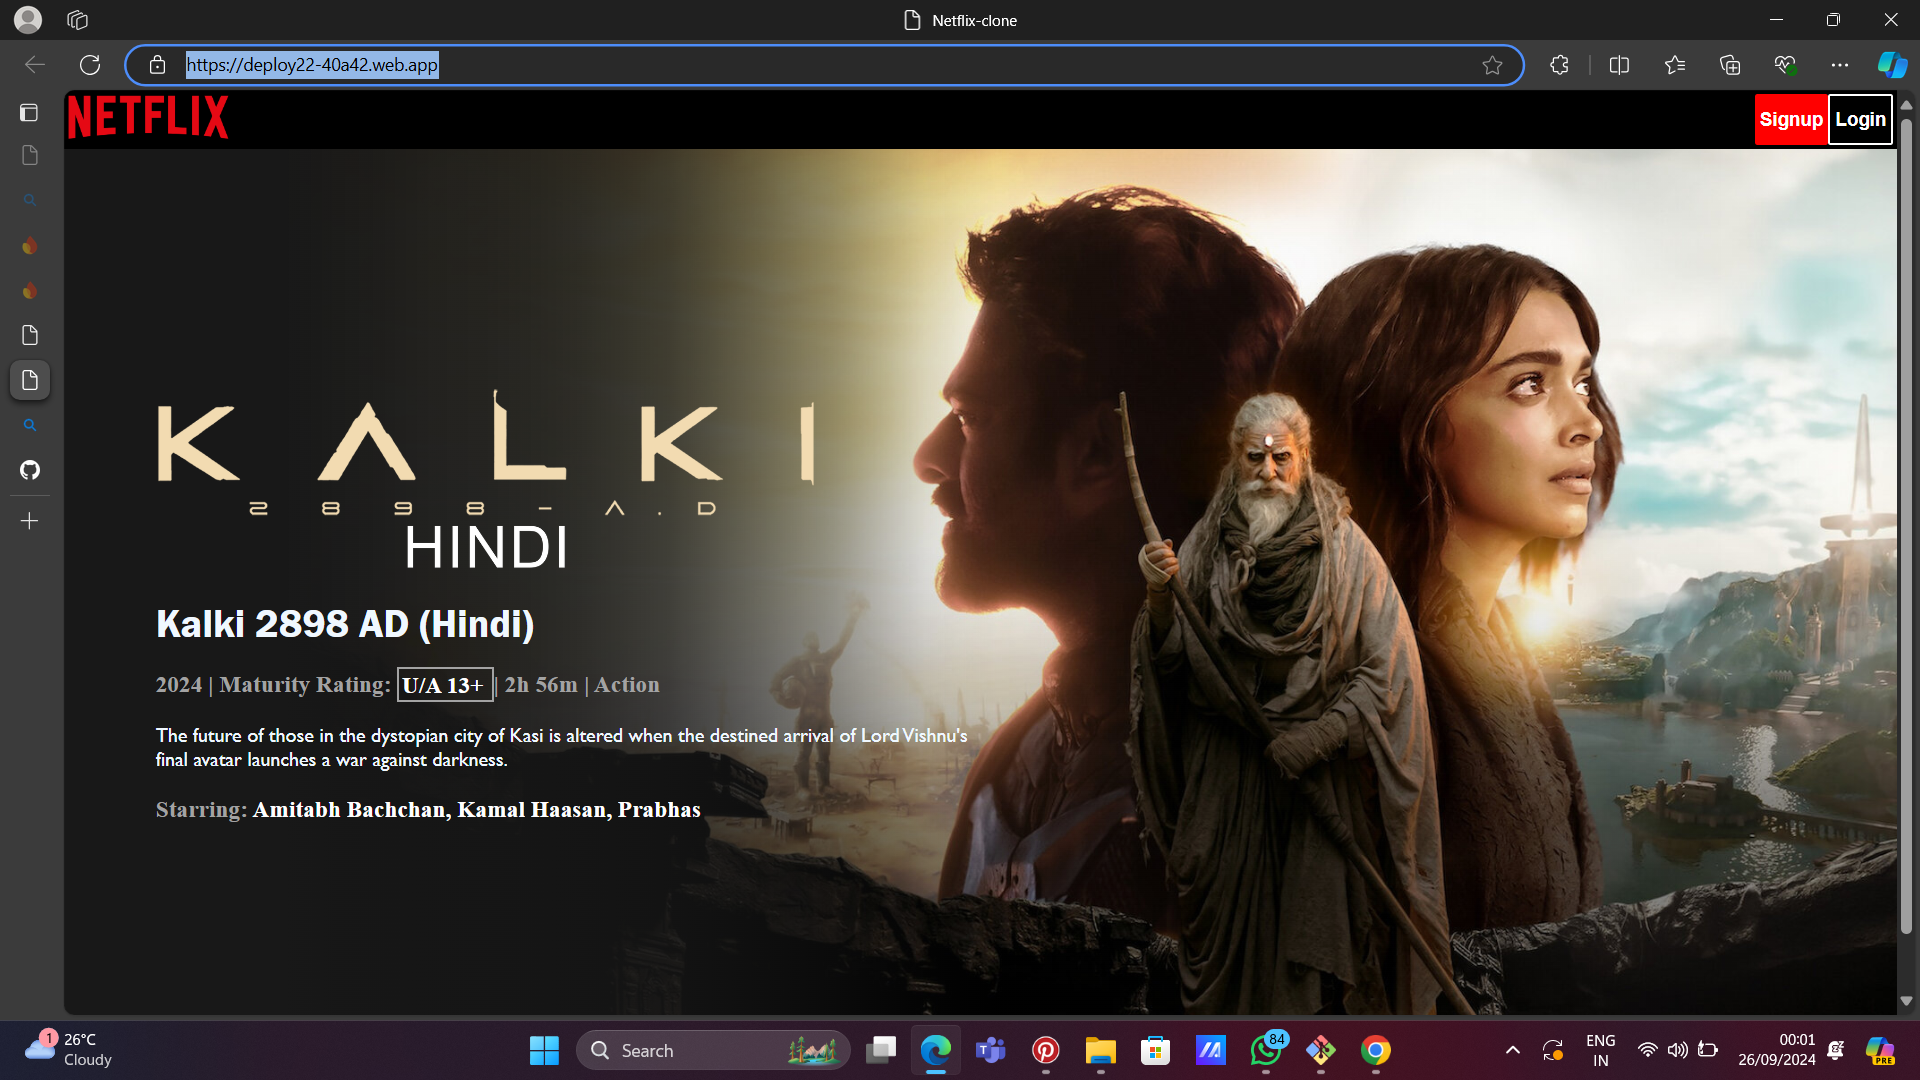 Netflix-clone
https://deploy22-40a42.web.app
NETFLIX
Signup
Login
KALKI
2898-A.D
HINDI
Kalki 2898 AD (Hindi)
2024 | Maturity Rating: U/A 13+ | 2h 56m | Action
The future of those in the dystopian city of Kasi is altered when the destined arrival of Lord Vishnu's
final avatar launches a war against darkness.
Starring: Amitabh Bachchan, Kamal Haasan, Prabhas
1
26°C
Cloudy
Search
84
ENG
IN
00:01
26/09/2024
PRE